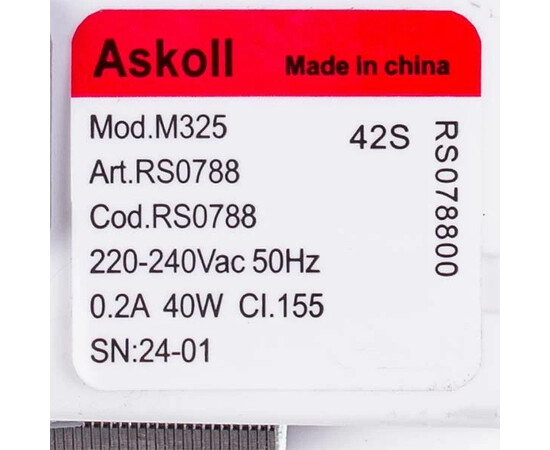 Askoll Made in china
Mod.M325 42S
Art.RS0788
Cod.RS0788
220-240Vac 50Hz
0.2A 40W Cl.155
SN:24-01
RS078800